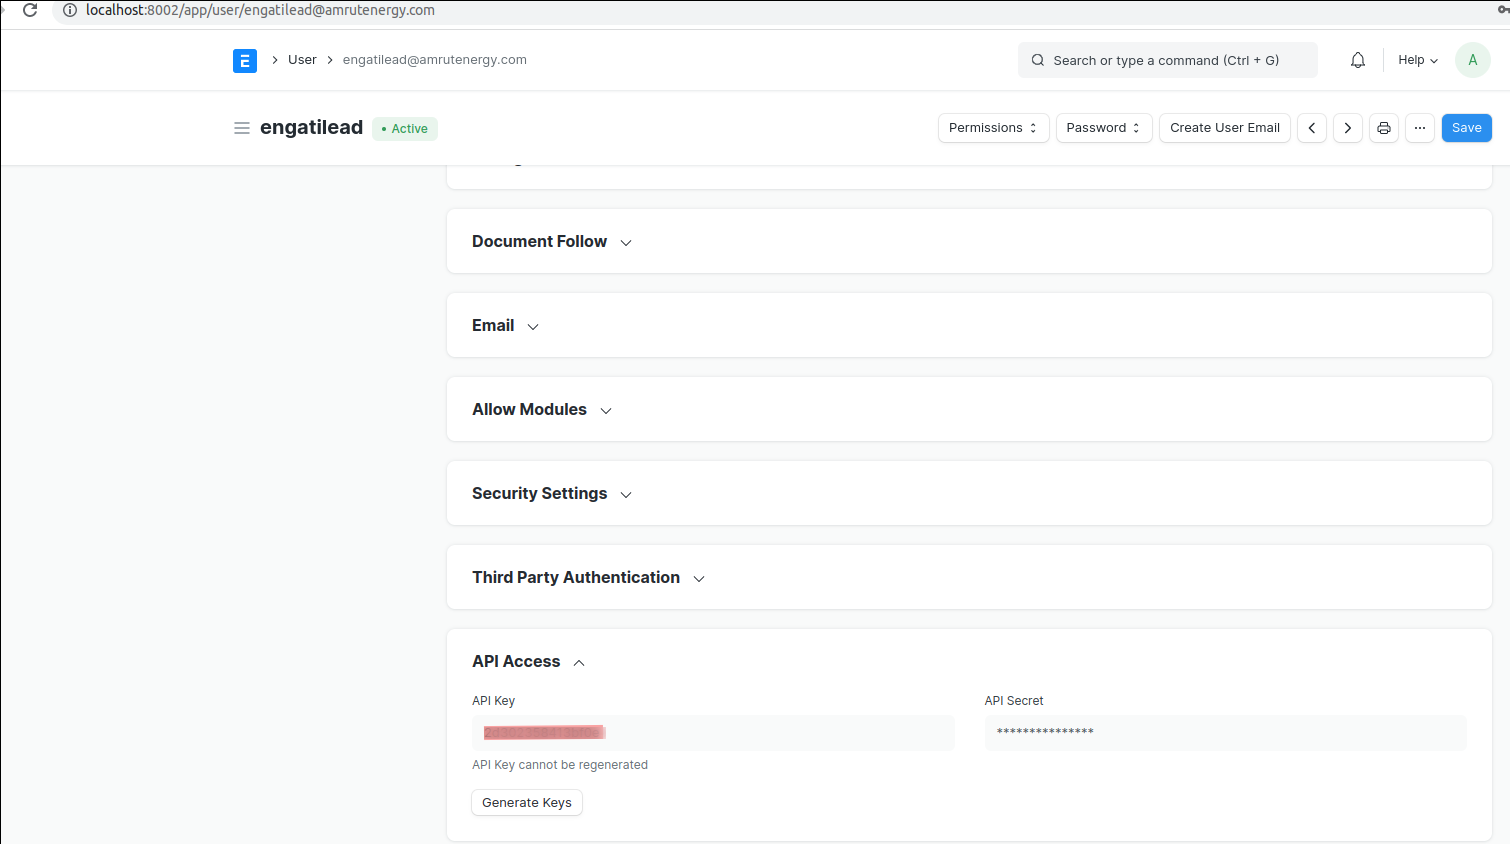 localhost:8002/app/user/engatilead@amrutenergy.com
E > User > engatilead@amrutenergy.com
Search or type a command (Ctrl + G)
Help
A
engatilead
• Active
Permissions
Password
Create User Email
...
Save
Document Follow
Email
Allow Modules
Security Settings
Third Party Authentication
API Access
API Key
API Secret
***************
API Key cannot be regenerated
Generate Keys